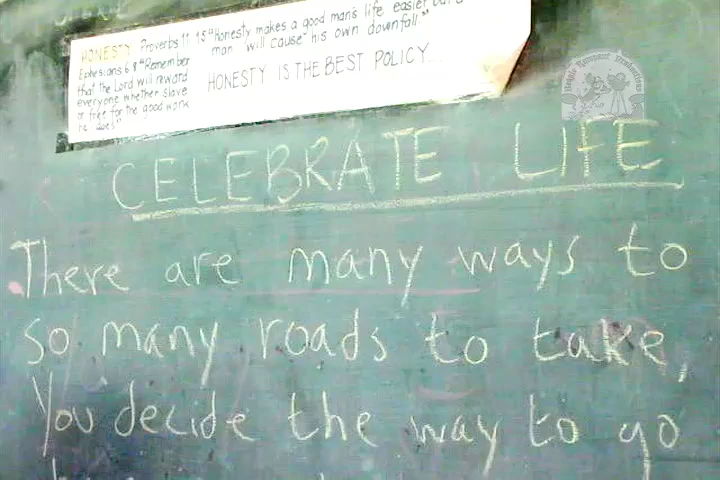 HONESTY Proverbs 11 : 5 "Honesty makes a good man's life easier but a
man will cause his own downfall"
Ephesians 6 8 "Remember
that the Lord will reward
everyone whether slave
or free for the good work
he does"
HONESTY IS THE BEST POLICY.
CELEBRATE LIFE
There are many ways to
so many roads to take,
You decide the way to go